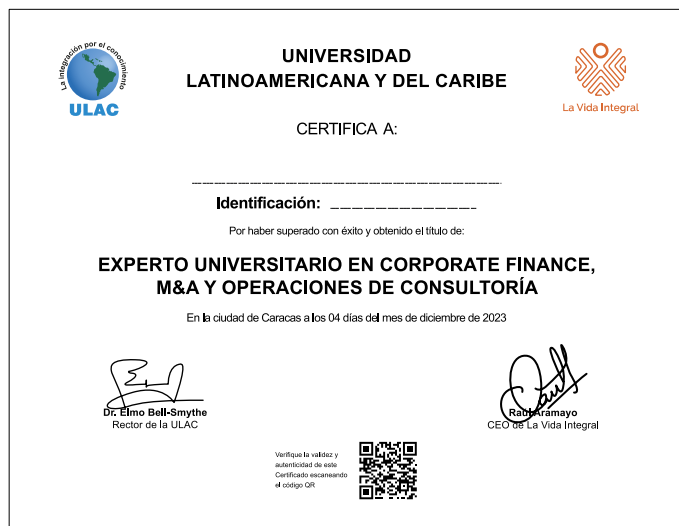 La integración por el conocimiento
ULAC
UNIVERSIDAD
LATINOAMERICANA Y DEL CARIBE
La Vida Integral
CERTIFICA A:
Identificación:
Por haber superado con éxito y obtenido el título de:
EXPERTO UNIVERSITARIO EN CORPORATE FINANCE,
M&A Y OPERACIONES DE CONSULTORÍA
En la ciudad de Caracas a los 04 días del mes de diciembre de 2023
Dr. Elmo Bell-Smythe
Rector de la ULAC
Raúl Aramayo
CEO de La Vida Integral
Verifique la validez y
autenticidad de este
Certificado escaneando
el código QR